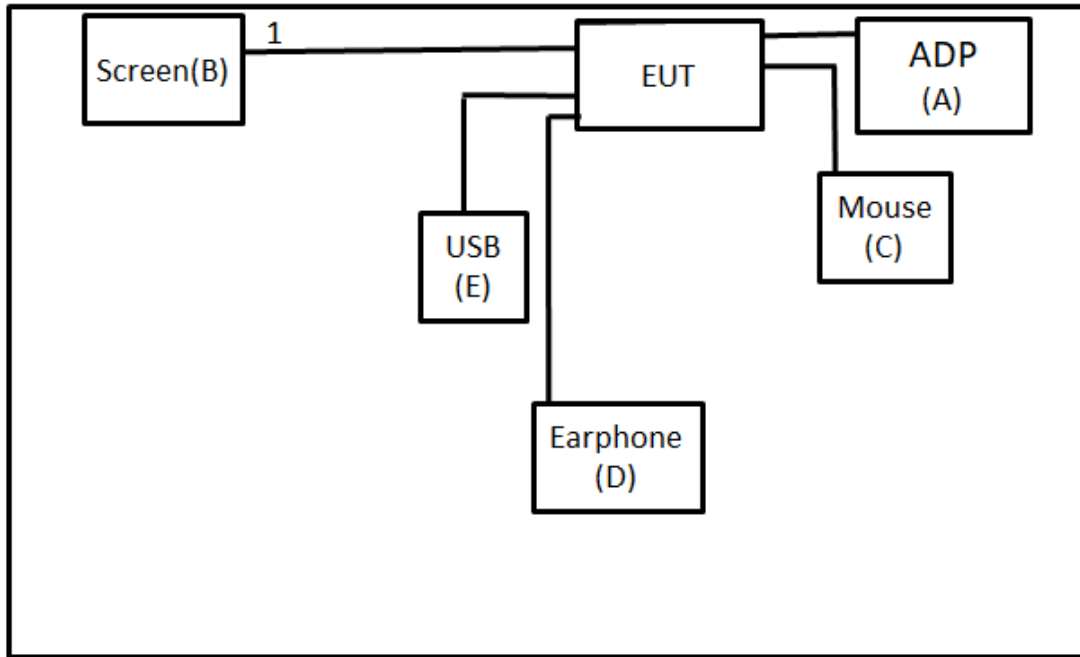 1
Screen(B)
EUT
ADP
(A)
Mouse
(C)
USB
(E)
Earphone
(D)